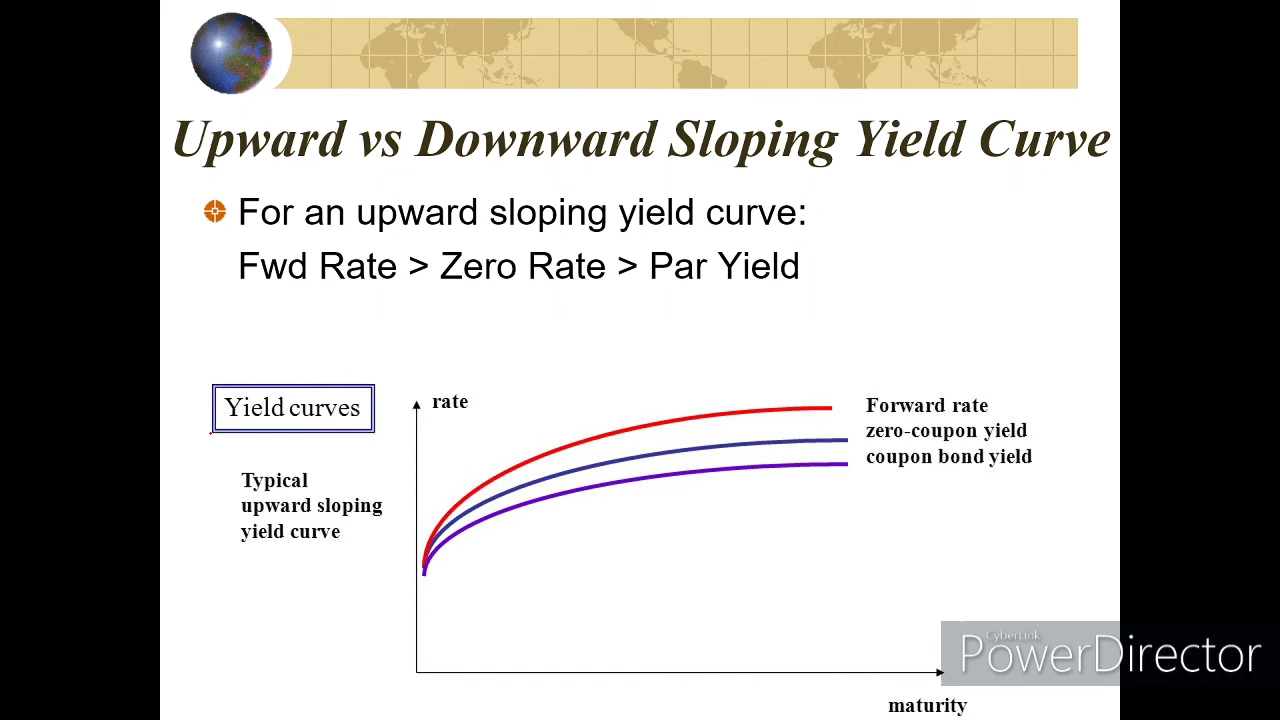 Upward vs Downward Sloping Yield Curve
For an upward sloping yield curve:
Fwd Rate > Zero Rate > Par Yield
Yield curves
rate
Forward rate
zero-coupon yield
coupon bond yield
Typical
upward sloping
yield curve
CyberLink
PowerDirector
maturity